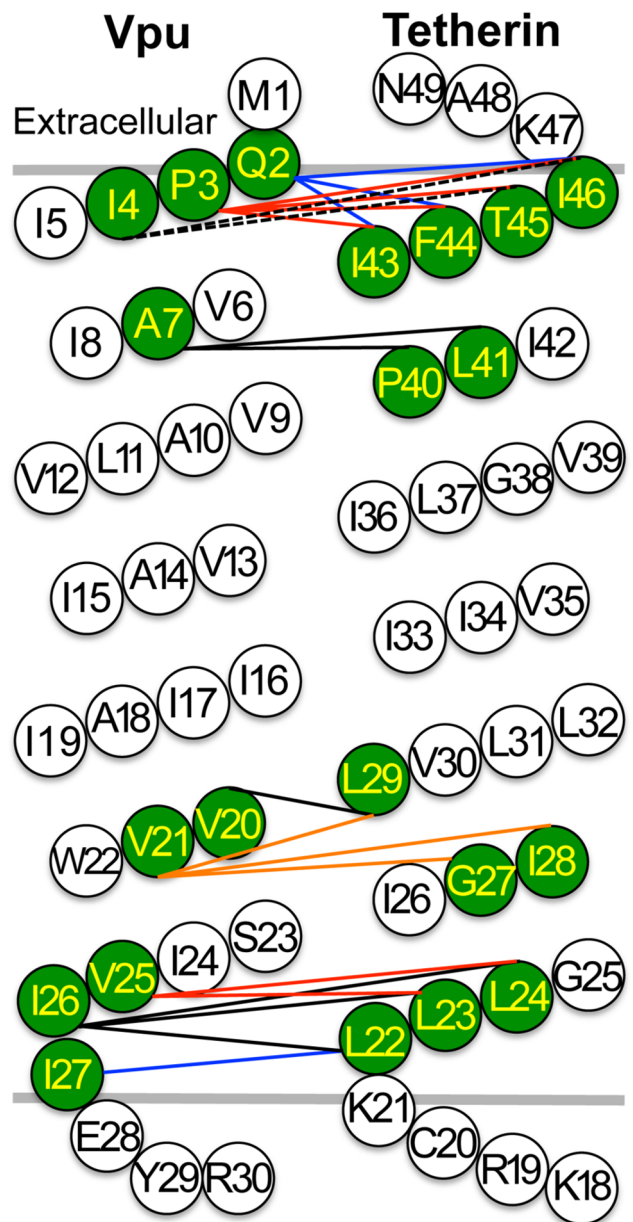 Vpu Tetherin
N49 A48 K47
M1
Extracellular
Q2
P3
I4
I5
I46
T45
F44
I43
V6
A7
I8
I42
L41
P40
V9
A10
L11
V12
V39
G38
L37
I36
V13
A14
I15
V35
I34
I33
I16
I17
A18
I19
L32
L31
V30
L29
V20
V21
W22
I28
G27
I26
S23
I24
V25
I26
G25
L24
L23
L22
I27
K21
E28
C20
Y29 R30
R19
K18